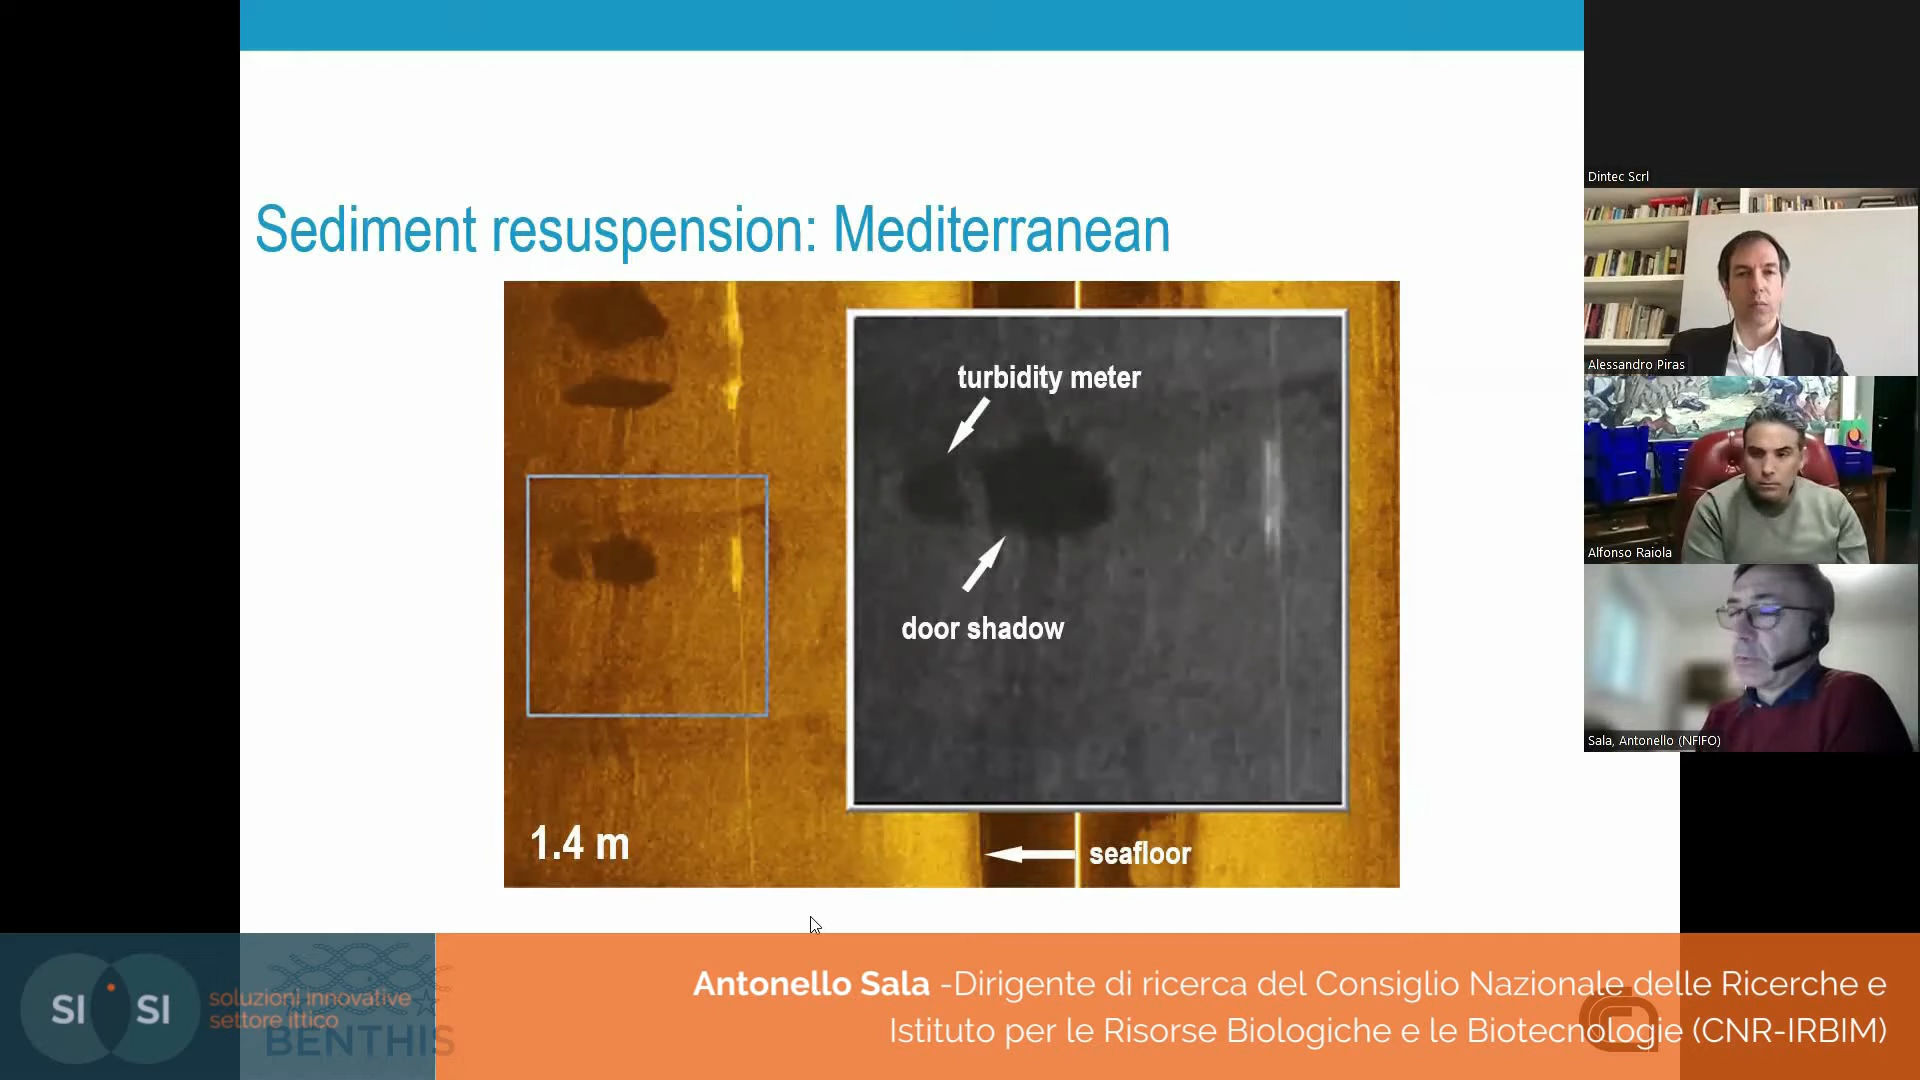 Sediment resuspension: Mediterranean
turbidity meter
door shadow
1.4 m
seafloor
Dintec Scrl
Alessandro Piras
Alfonso Raiola
Sala, Antonello (NFIFO)
SI SI
soluzioni innovative
settore ittico
BENTHIS
Antonello Sala -Dirigente di ricerca del Consiglio Nazionale delle Ricerche e
Istituto per le Risorse Biologiche e le Biotecnologie (CNR-IRBIM)